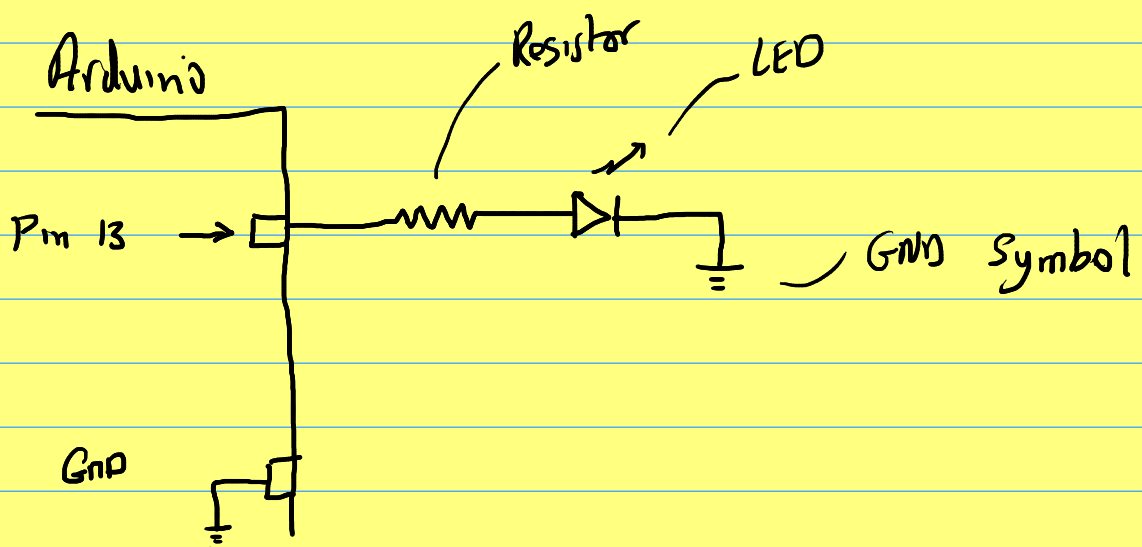 Arduino
Resistor
LED
Pin 13
GND Symbol
GND